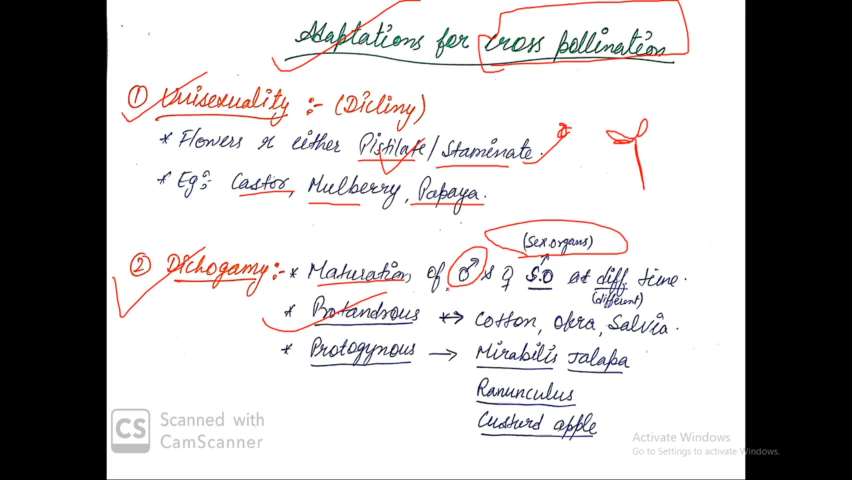 Adaptations for cross pollination
① Unisexuality :- (Dicliny)
* Flowers r either Pistilate/Staminate.
* Eg:- Castor, Mulberry, Papaya.
(Sex organs)
② Dichogamy :- * Maturation of ♂ & ♀ S.O at diff time.
(different)
* Protandrous ↔ Cotton, Okra, Salvia.
* Protogynous → Mirabilis Jalapa
Ranunculus
Custurd apple
CS Scanned with
CamScanner
Activate Windows
Go to Settings to activate Windows.